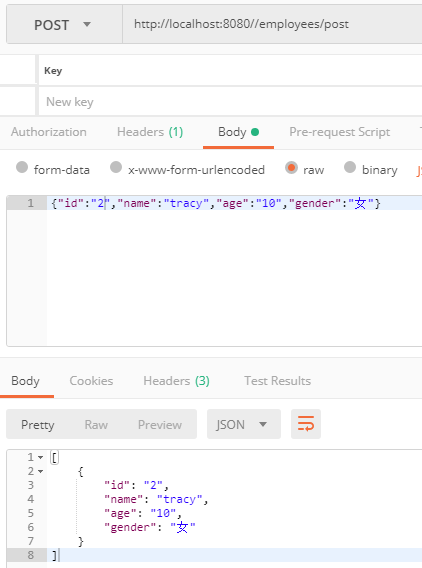 POST http://localhost:8080//employees/post
Key
New key
Authorization Headers (1) Body Pre-request Script
form-data x-www-form-urlencoded raw binary
1 {"id":"2","name":"tracy","age":"10","gender":"女"}
Body Cookies Headers (3) Test Results
Pretty Raw Preview JSON
1 [
2 {
3 "id": "2",
4 "name": "tracy",
5 "age": "10",
6 "gender": "女"
7 }
8 ]